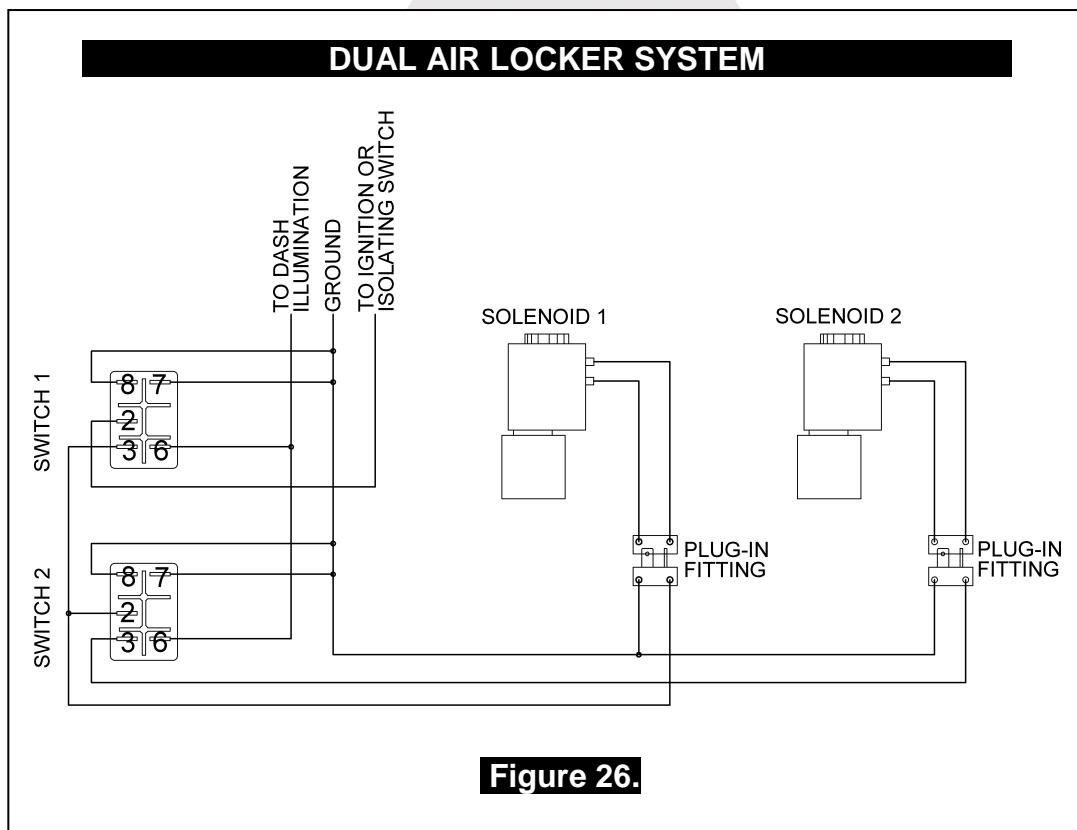 DUAL AIR LOCKER SYSTEM
TO DASH
ILLUMINATION
GROUND
TO IGNITION OR
ISOLATING SWITCH
SOLENOID 1
SOLENOID 2
SWITCH 1
8 7
2
3 6
SWITCH 2
8 7
2
3 6
PLUG-IN
FITTING
PLUG-IN
FITTING
Figure 26.